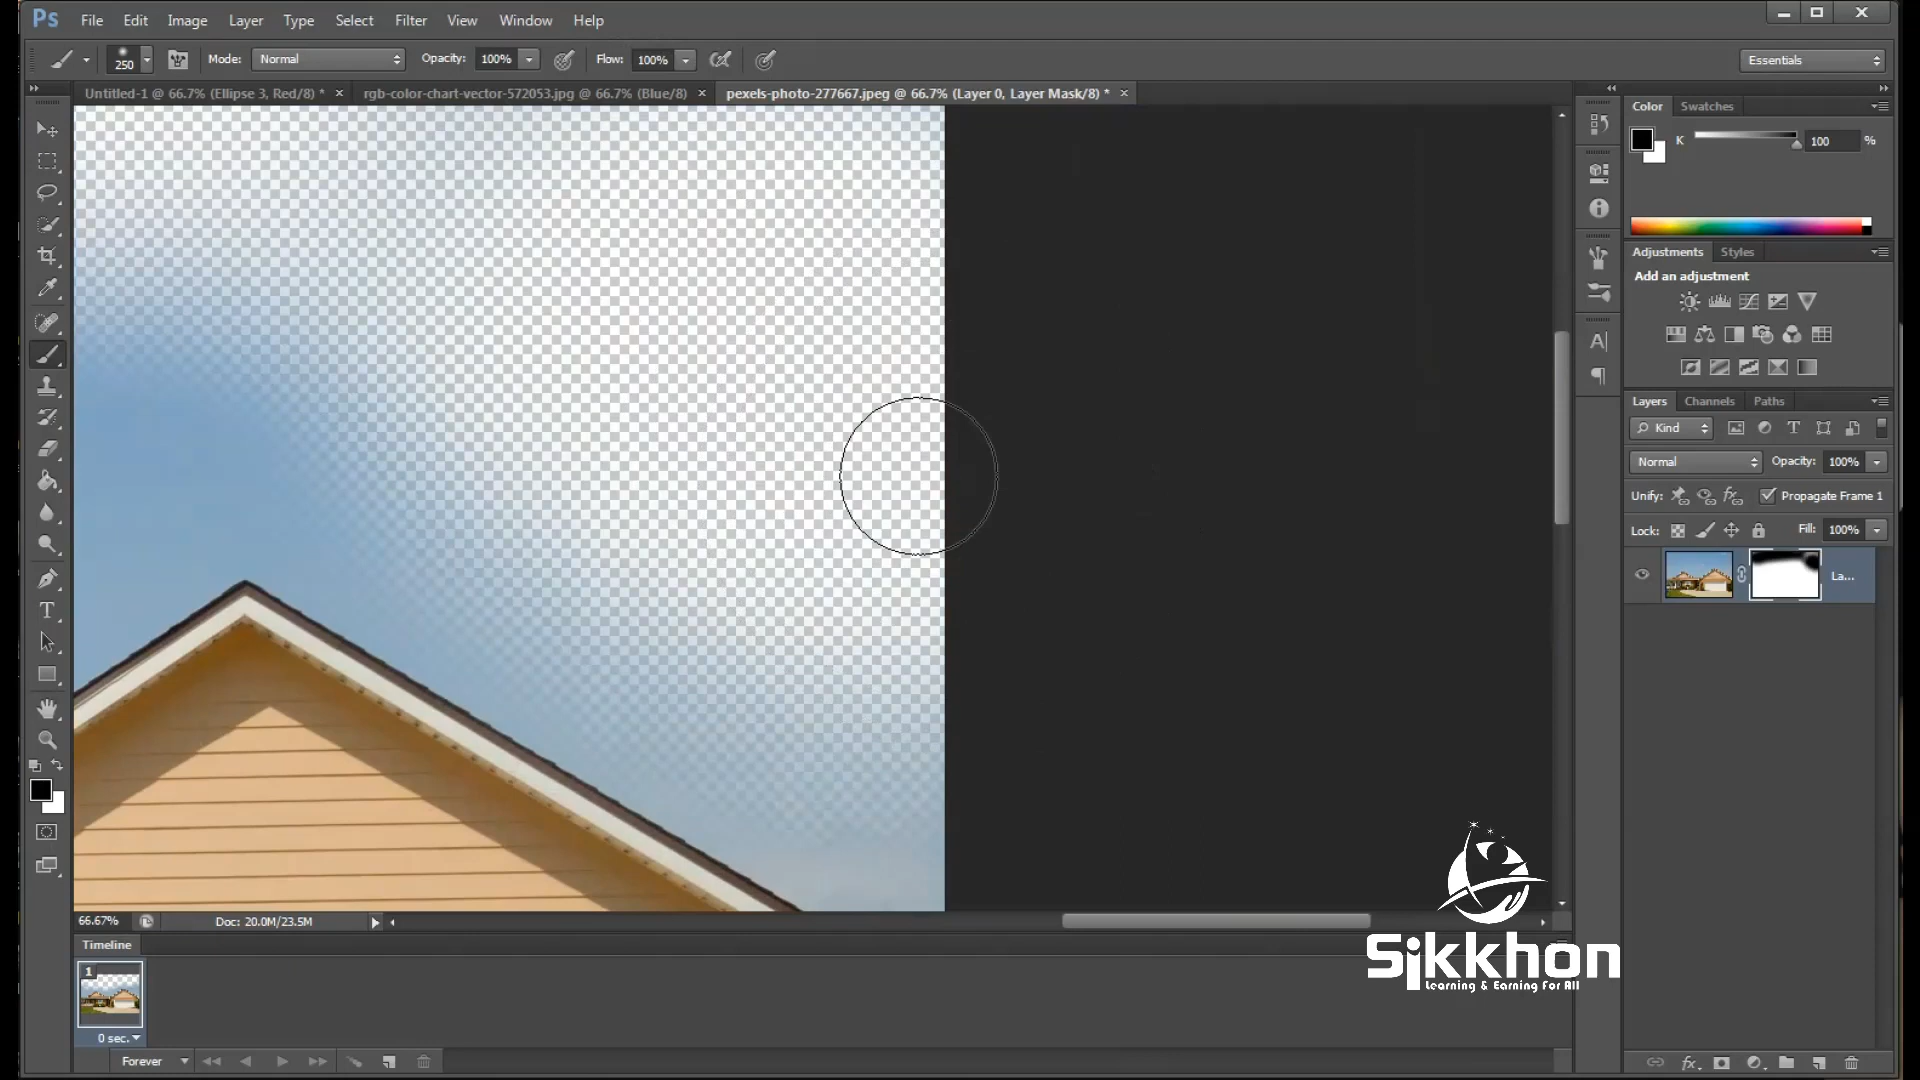 Ps File Edit Image Layer Type Select Filter View Window Help
250 Mode: Normal Opacity: 100% Flow: 100% Essentials
Untitled-1 @ 66.7% (Ellipse 3, Red/8) * × rgb-color-chart-vector-572053.jpg @ 66.7% (Blue/8) × pexels-photo-277667.jpeg @ 66.7% (Layer 0, Layer Mask/8) * ×
Color Swatches
K 100 %
Adjustments Styles
Add an adjustment
Layers Channels Paths
Kind
Normal Opacity: 100%
Unify: Propagate Frame 1
Lock: Fill: 100%
La...
66.67% Doc: 20.0M/23.5M
Timeline
1
0 sec.
Forever
Sikkhon
Learning & Earning For All